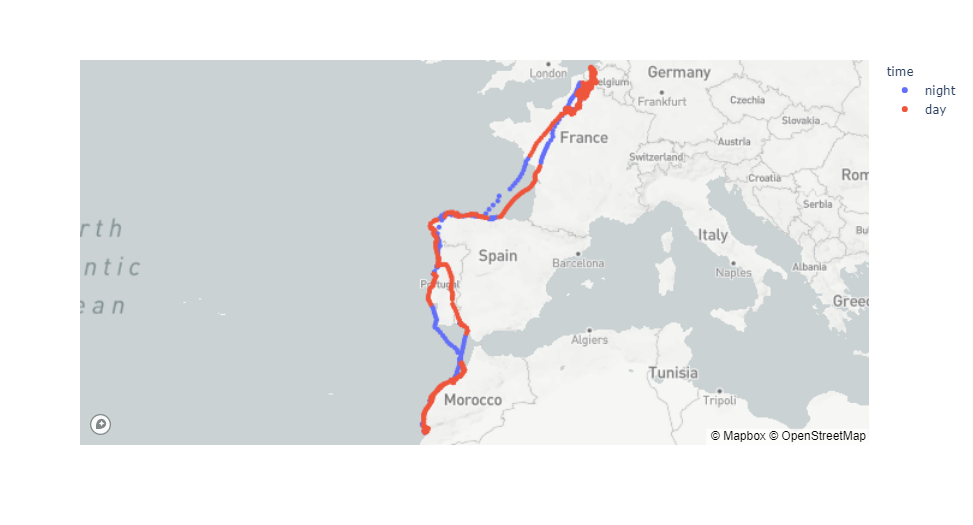 time
night
day
London
elgium
Germany
Frankfurt
Czechia
Slovakia
France
Austria
Switzerland
Croatia
Rom
Serbia
rth
ntic
ean
Spain
Barcelona
Italy
Naples
Bu
Albania
Greec
Portugal
Algiers
Tunisia
Tripoli
Morocco
© Mapbox © OpenStreetMap